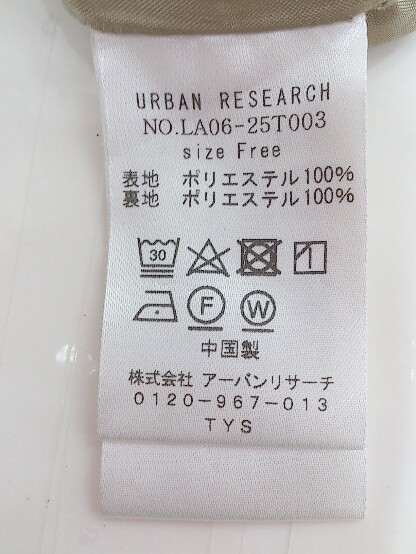 URBAN RESEARCH
NO.LA06-25T003
size Free
表地 ポリエステル100%
裏地 ポリエステル100%
30
F W
中国製
株式会社 アーバンリサーチ
0120-967-013
TYS